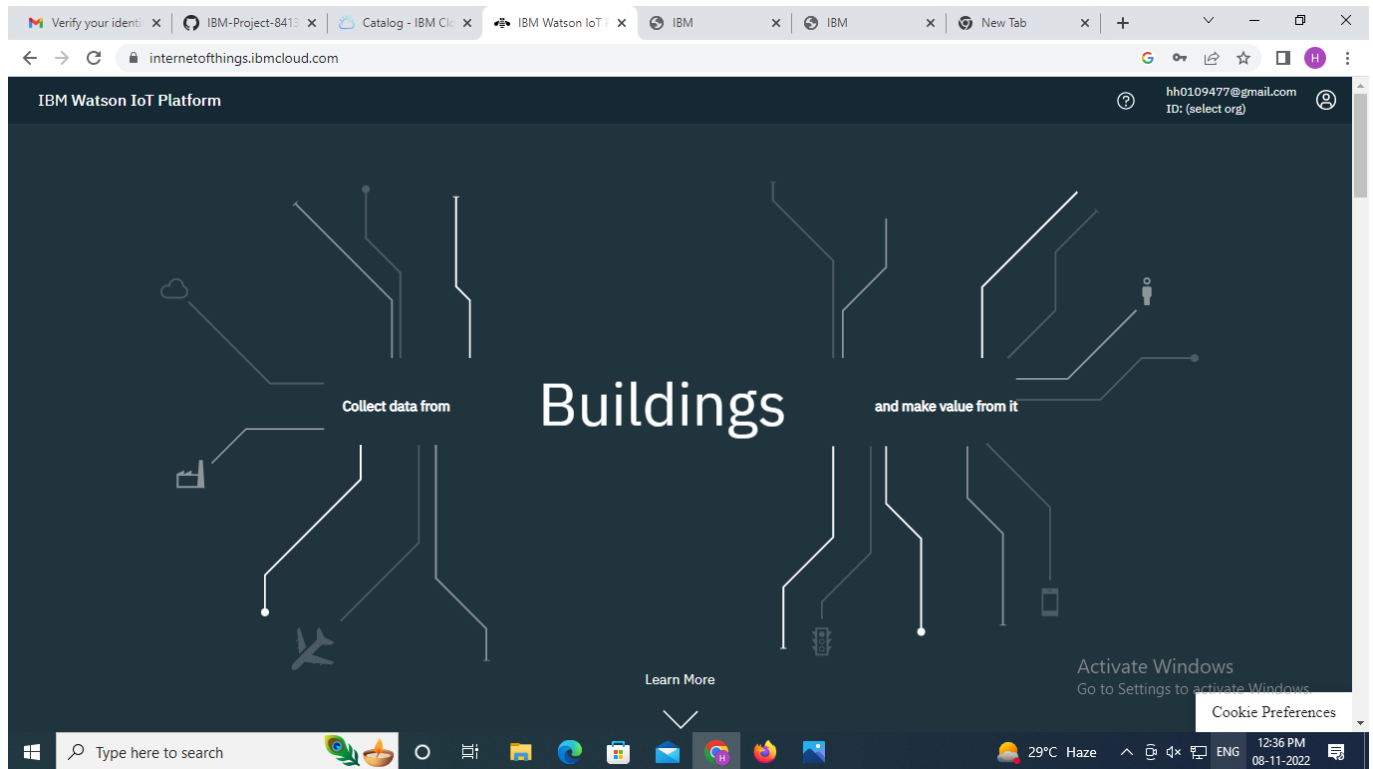 Verify your identi
IBM-Project-8413
Catalog - IBM Clo
IBM Watson IoT P
IBM
IBM
New Tab
internetofthings.ibmcloud.com
H
IBM Watson IoT Platform
hh0109477@gmail.com
ID: (select org)
Collect data from
Buildings
and make value from it
Learn More
Activate Windows
Go to Settings to activate Windows.
Cookie Preferences
Type here to search
29°C Haze
ENG
12:36 PM
08-11-2022